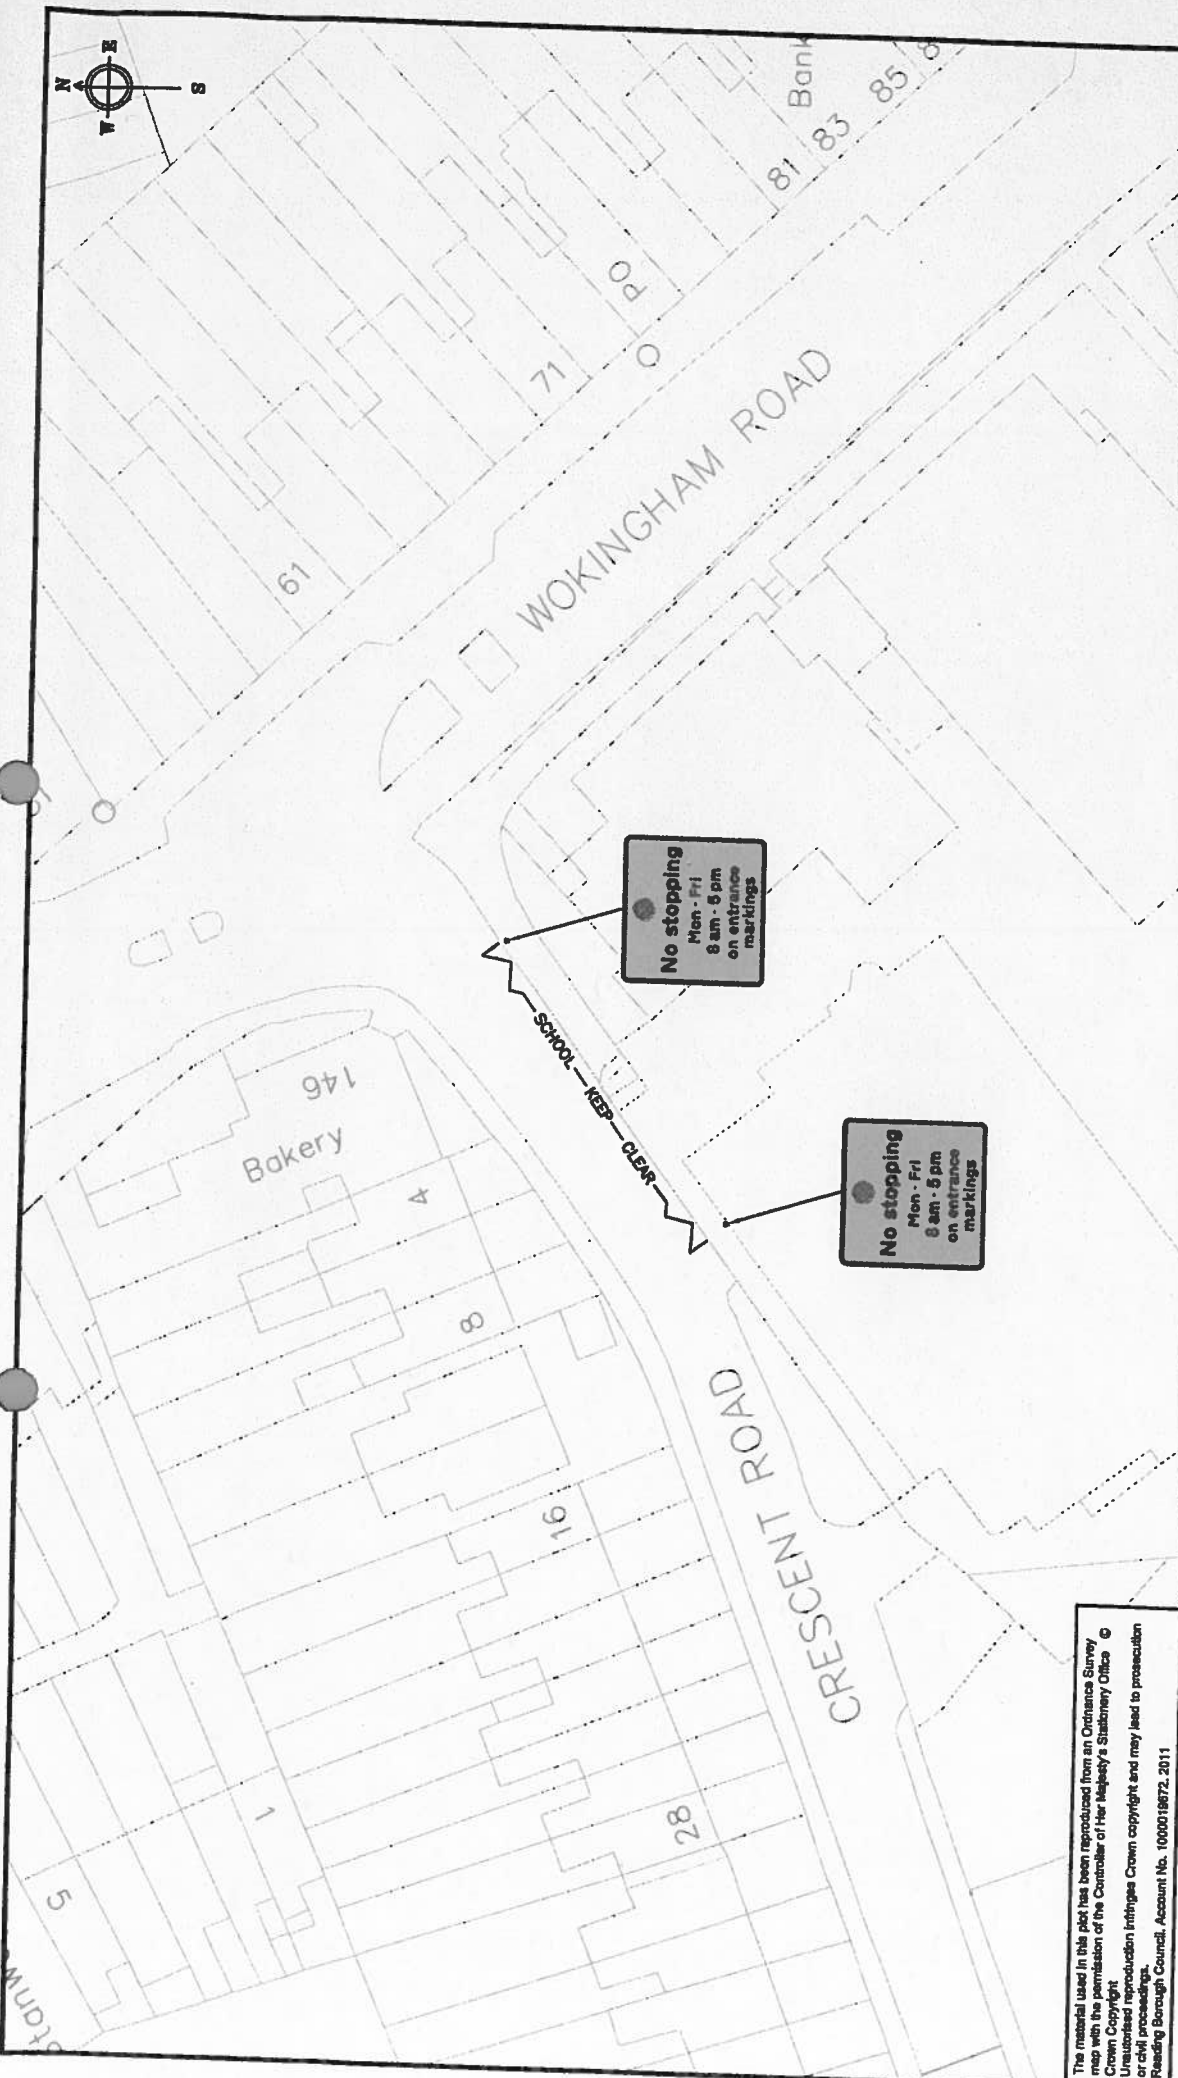 N
E
W
S
Bank
81
83
85
8
PO
71
61
WOKINGHAM ROAD
146
Bakery
4
8
16
28
1
5
CRESCENT ROAD
SCHOOL KEEP CLEAR
No stopping
Mon - Fri
8 am - 5 pm
on entrance
markings
No stopping
Mon - Fri
8 am - 5 pm
on entrance
markings
The material used in this plot has been reproduced from an Ordnance Survey
map with the permission of the Controller of Her Majesty's Stationery Office ©
Crown Copyright
Unauthorised reproduction infringes Crown copyright and may lead to prosecution
or civil proceedings.
Reading Borough Council. Account No. 1000019672. 2011